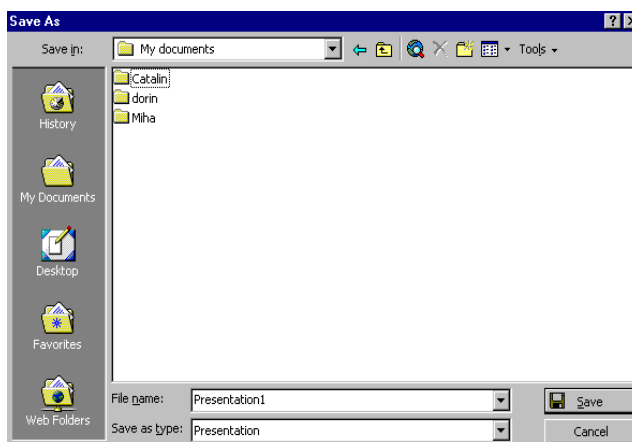 Save As
Save in:
My documents
Tools
Catalin
dorin
Miha
History
My Documents
Desktop
Favorites
Web Folders
File name:
Presentation1
Save
Save as type:
Presentation
Cancel